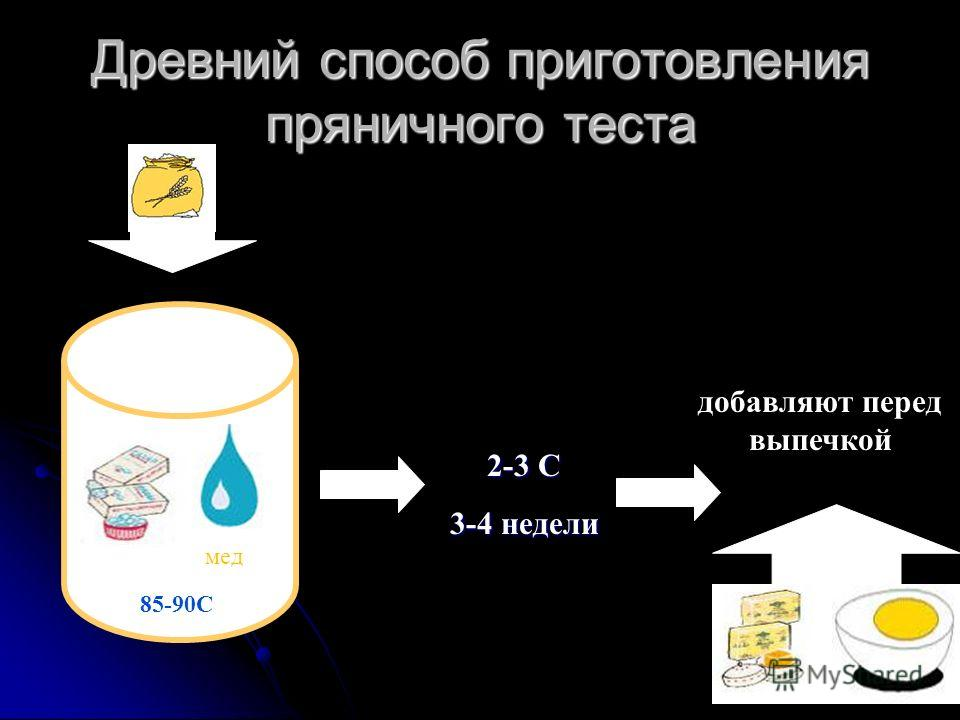 Древний способ приготовления
пряничного теста
добавляют перед
выпечкой
2-3 С
3-4 недели
мед
85-90С
MyShared